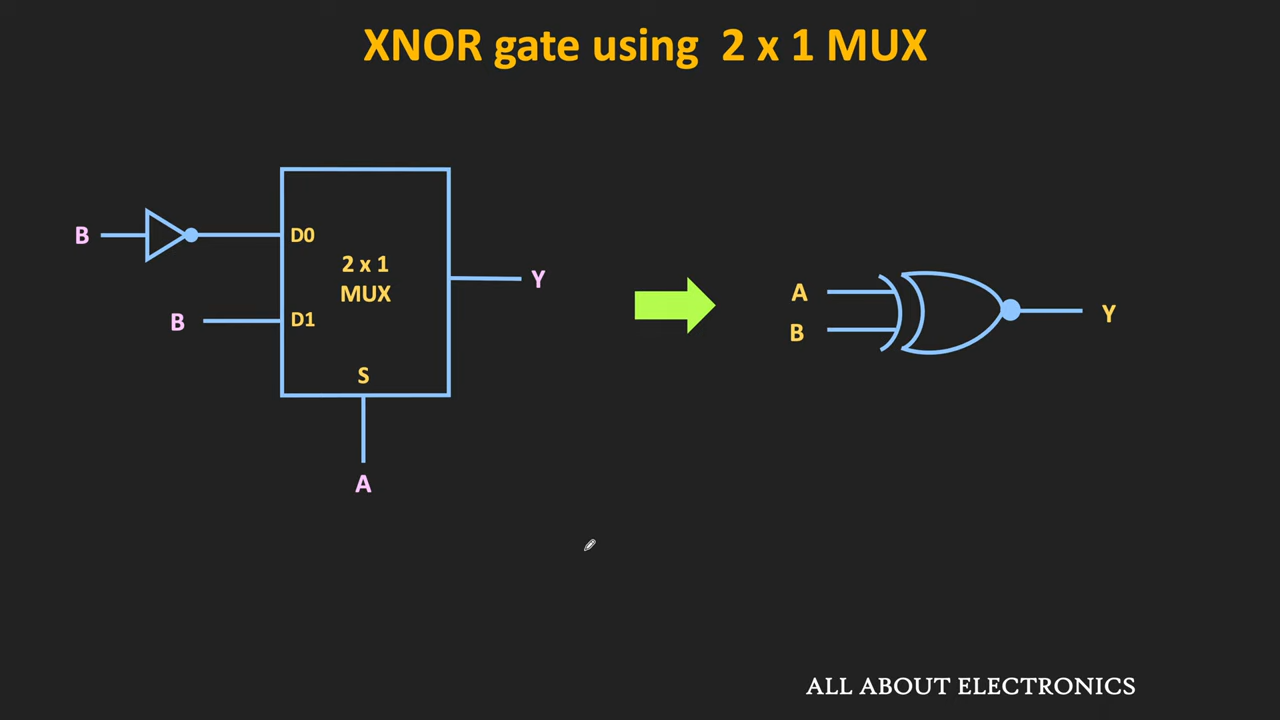 XNOR gate using 2 x 1 MUX
B
D0
2 x 1
MUX
Y
B
D1
S
A
A
B
Y
ALL ABOUT ELECTRONICS